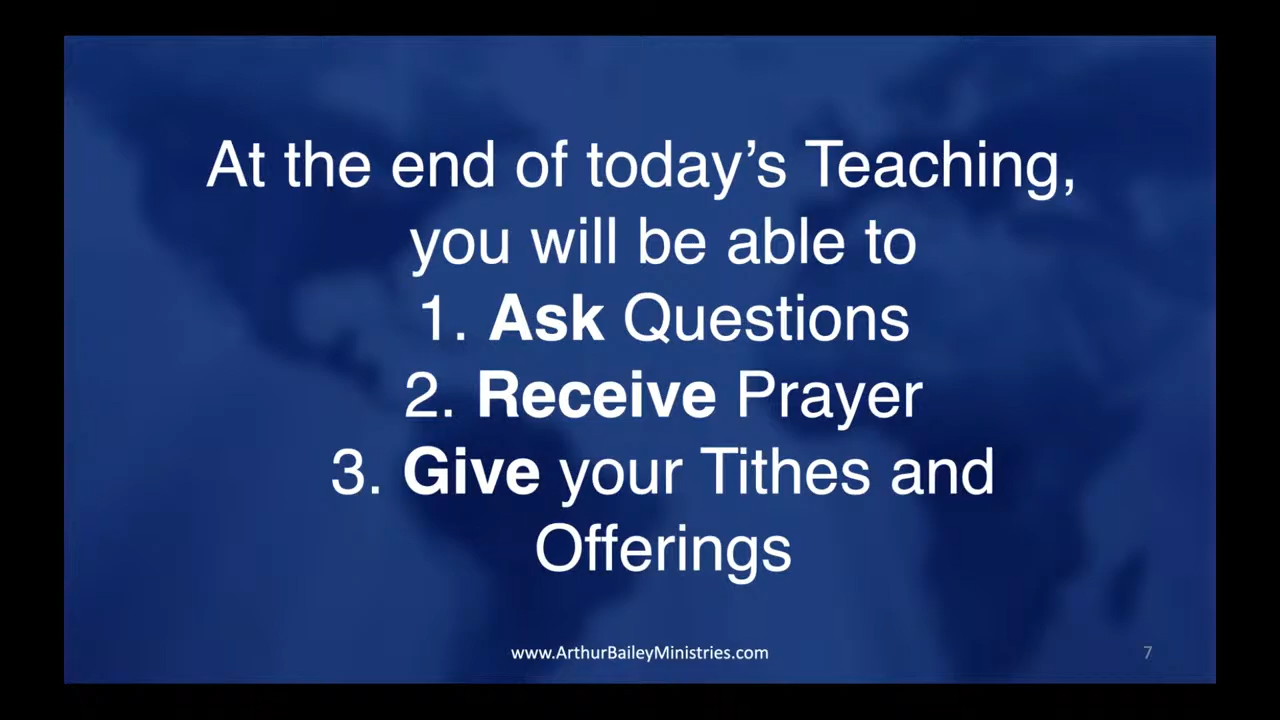 At the end of today’s Teaching,
you will be able to
1. Ask Questions
2. Receive Prayer
3. Give your Tithes and
Offerings
www.ArthurBaileyMinistries.com
7